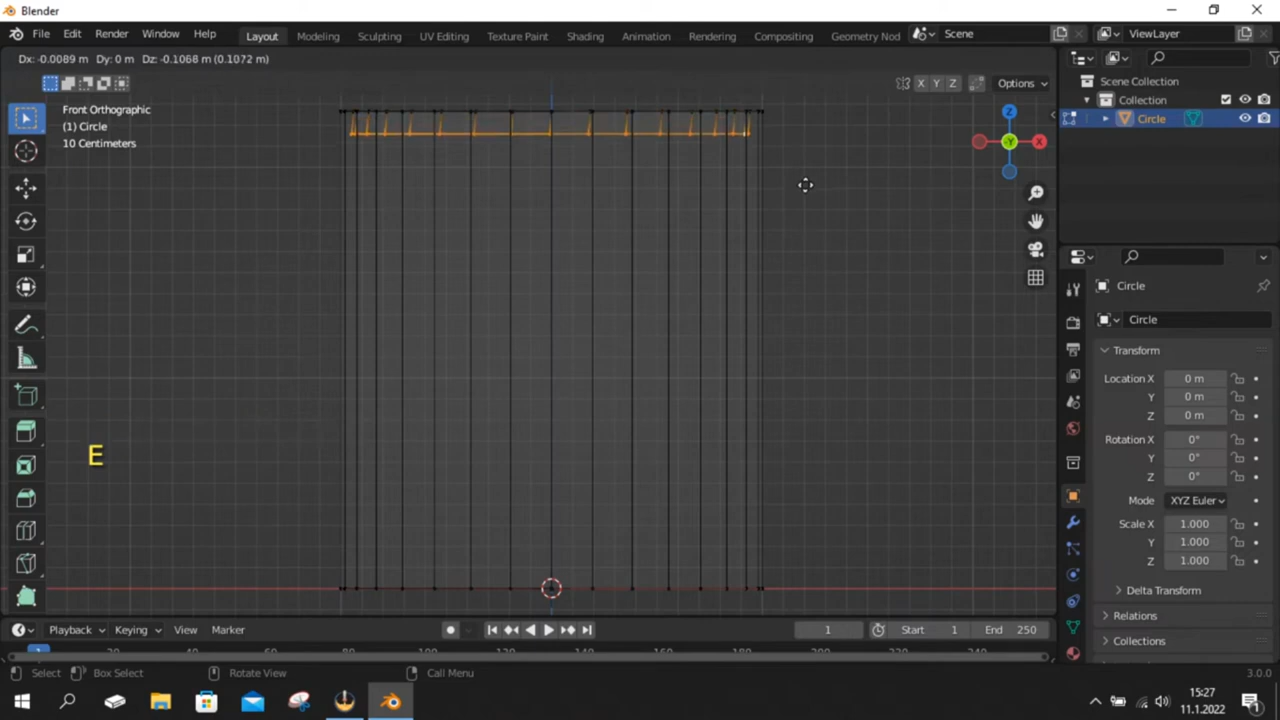 Blender
File Edit Render Window Help Layout Modeling Sculpting UV Editing Texture Paint Shading Animation Rendering Compositing Geometry Nod Scene ViewLayer
Dx: -0.0089 m Dy: 0 m Dz: -0.1068 m (0.1072 m)
X Y Z Options
Scene Collection
Collection
Circle
Front Orthographic
(1) Circle
10 Centimeters
Z
-Y
X
Circle
Circle
Transform
Location X 0 m
Y 0 m
Z 0 m
Rotation X 0°
Y 0°
Z 0°
Mode XYZ Euler
Scale X 1.000
Y 1.000
Z 1.000
Delta Transform
Relations
Collections
E
Playback Keying View Marker 1 Start 1 End 250
Select Box Select Rotate View Call Menu 3.0.0
15:27
11.1.2022
1